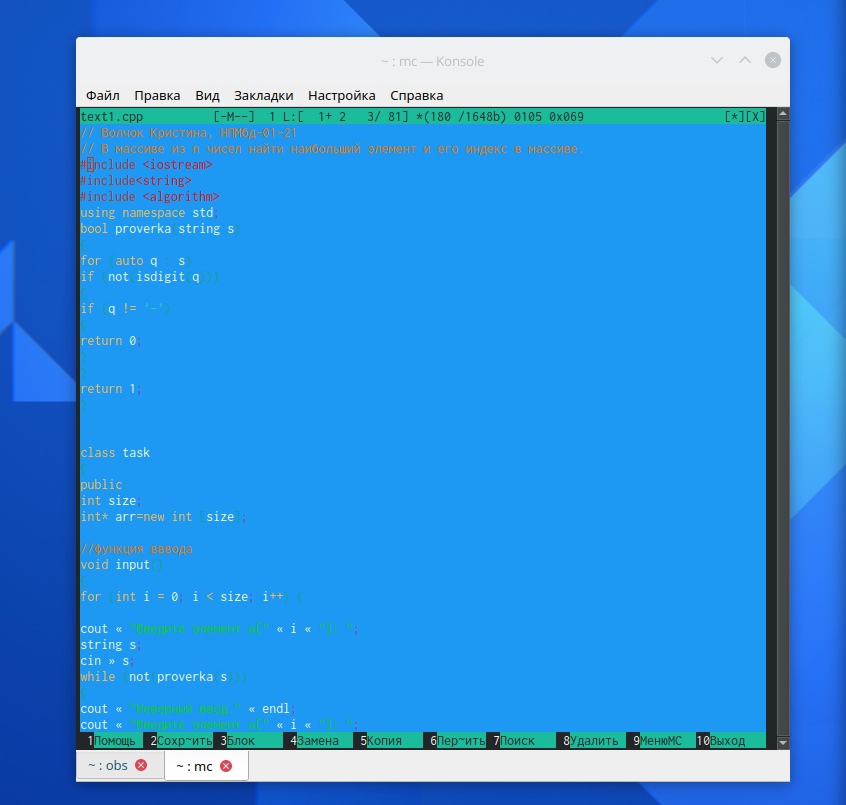 ~ : mc — Konsole
Файл Правка Вид Закладки Настройка Справка
text1.cpp [-M--] 1 L:[ 1+ 2 3/ 81] *(180 /1648b) 0105 0x069 [*][X]
// Волчок Кристина, НПМбд-01-21
// В массиве из n чисел найти наибольший элемент и его индекс в массиве.
#include <iostream>
#include<string>
#include <algorithm>
using namespace std;
bool proverka(string s)
{
for (auto q : s)
if (not(isdigit(q)))
{
if (q != '-')
{
return 0;
}
}
return 1;
}
class task
{
public:
int size;
int* arr=new int [size];
//функция вввода
void input()
{
for (int i = 0; i < size; i++) {
cout « "Введите элемент a[" « i « "]: ";
string s;
cin » s;
while (not proverka(s))
{
cout « "Неверный ввод." « endl;
cout « "Введите элемент a[" « i « "]: ";
1Помощь 2Сохр~ить 3Блок 4Замена 5Копия 6Пер~ить 7Поиск 8Удалить 9МенюМС 10Выход
~ : obs ~ : mc